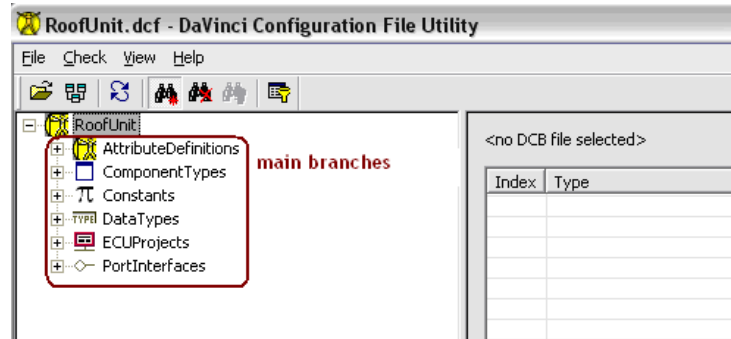 RoofUnit.dcf - DaVinci Configuration File Utility
File Check View Help
RoofUnit
AttributeDefinitions
ComponentTypes
π Constants
TYPE DataTypes
ECUProjects
PortInterfaces
main branches
<no DCB file selected>
Index Type